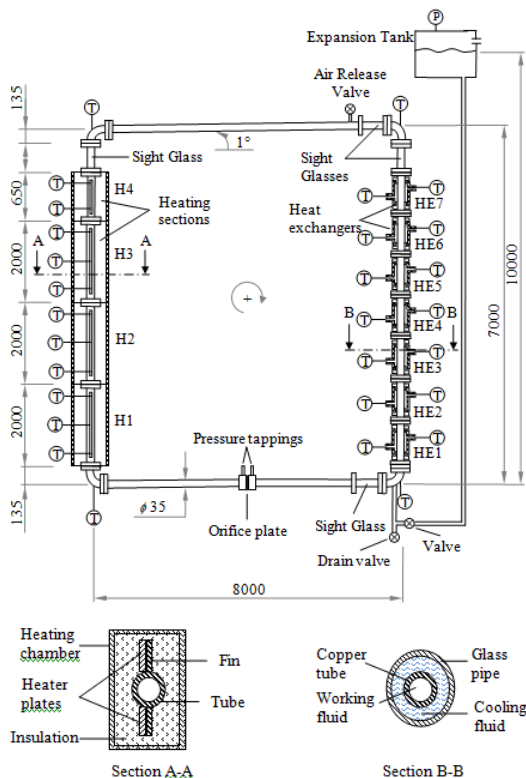 P
Expansion Tank
Air Release
Valve
T
T
135
1°
Sight Glass
Sight
Glasses
650
T
T
H4
Heating
sections
Heat
exchangers
T
T
HE7
T
T
HE6
A
A
2000
T
T
T
H3
T
T
HE5
10000
7000
+
T
T
HE4
B
B
2000
T
T
T
H2
T
T
HE3
T
T
HE2
2000
T
T
T
H1
T
T
HE1
Pressure tappings
135
ϕ 35
T
Orifice plate
Sight Glass
T
Drain valve
Valve
8000
Heating
chamber
Heater
plates
Insulation
Fin
Tube
Section A-A
Copper
tube
Working
fluid
Glass
pipe
Cooling
fluid
Section B-B